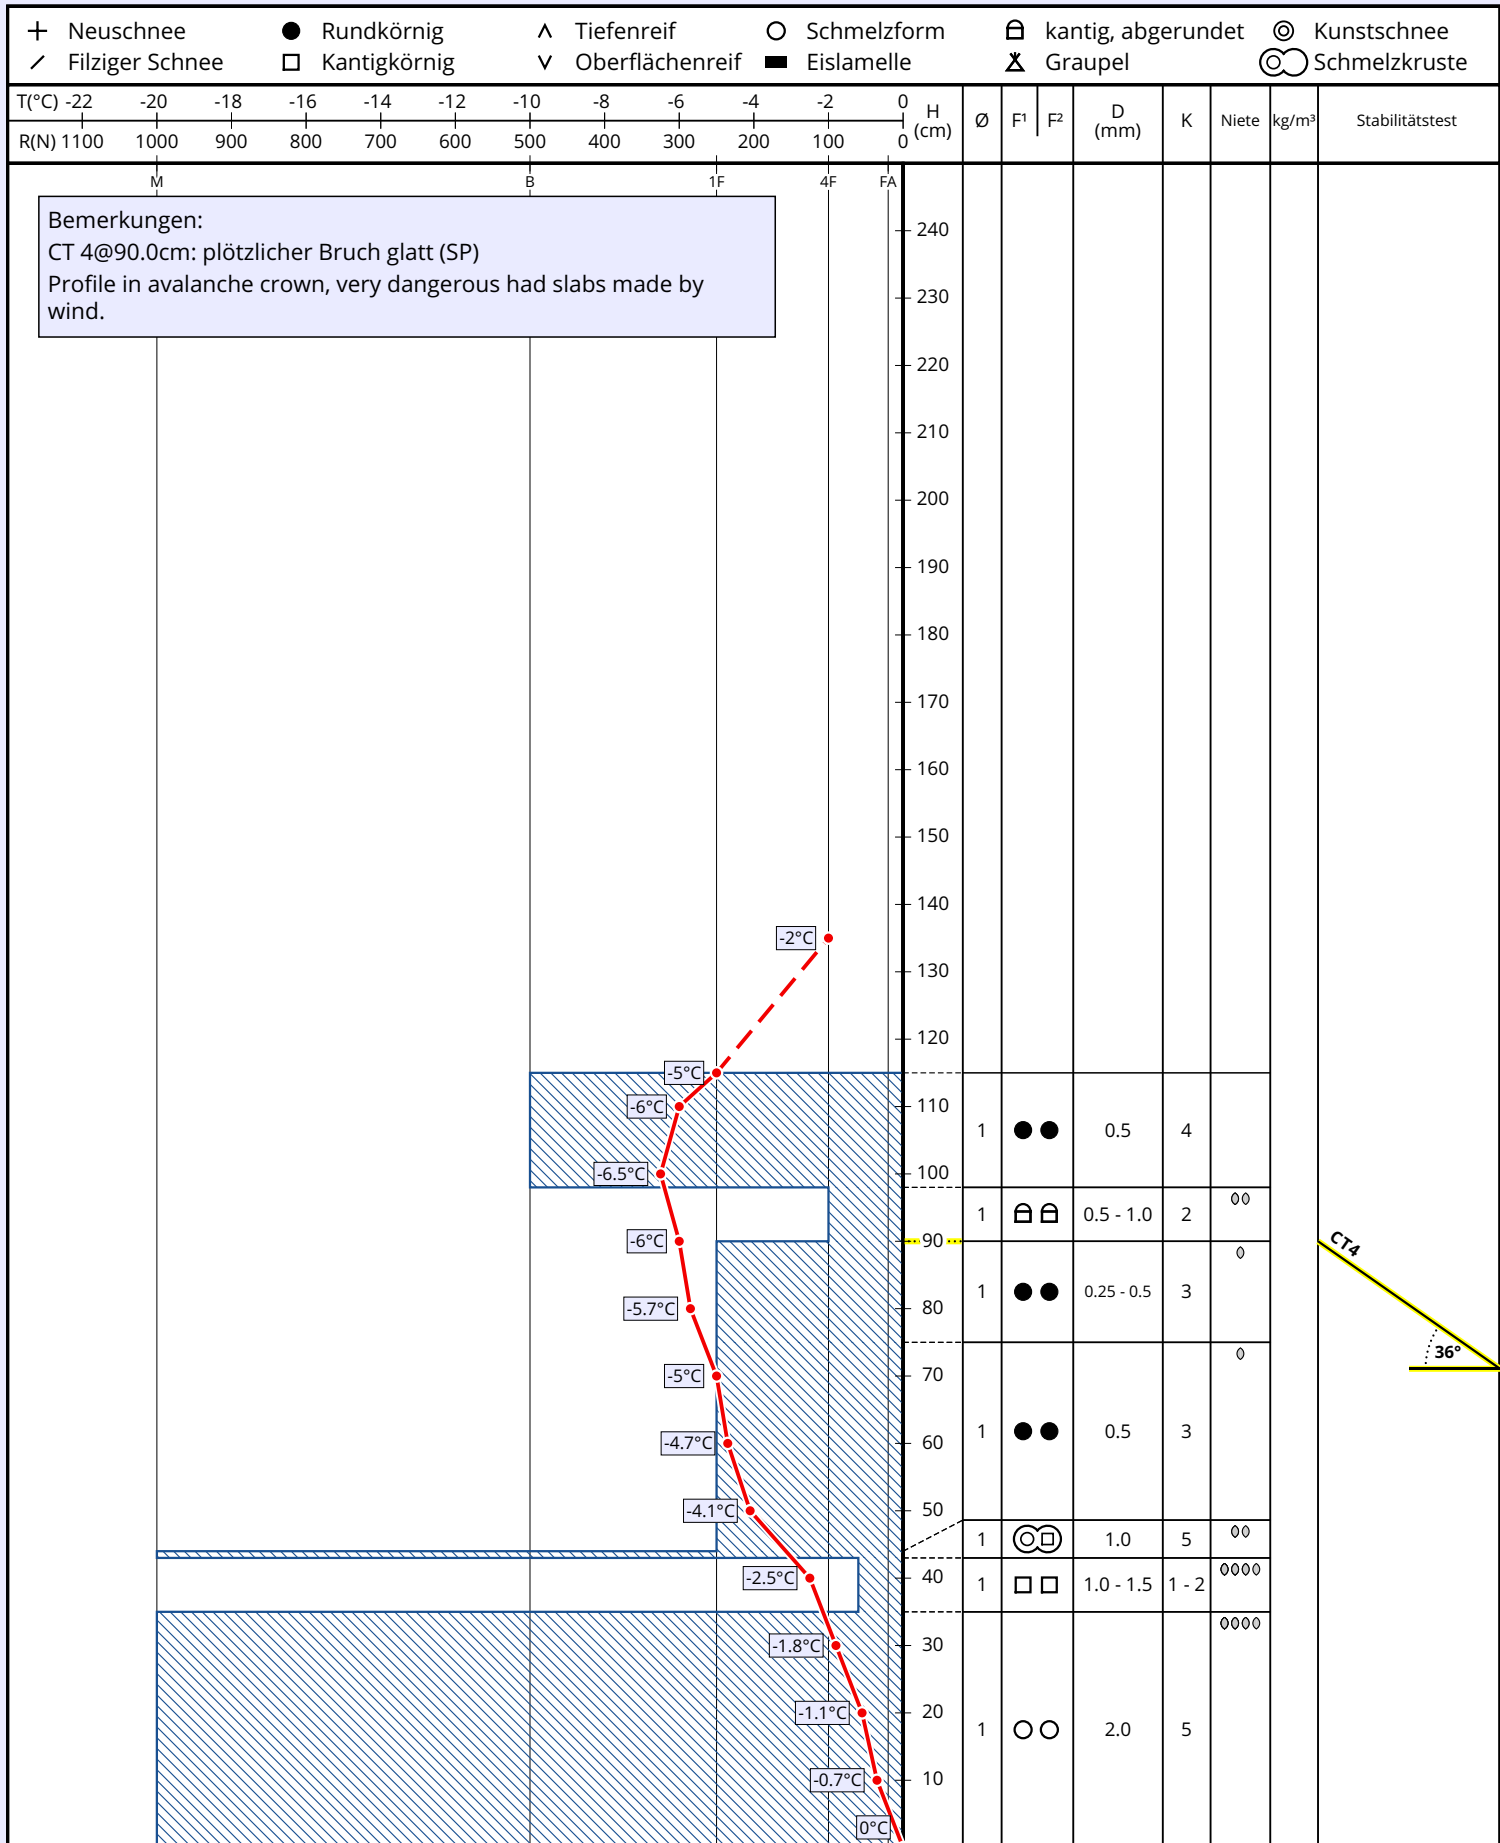 Neuschnee Rundkörnig Tiefenreif Schmelzform kantig, abgerundet Kunstschnee
Filziger Schnee Kantigkörnig Oberflächenreif Eislamelle Graupel Schmelzkruste
T(°C) -22 -20 -18 -16 -14 -12 -10 -8 -6 -4 -2 0
R(N) 1100 1000 900 800 700 600 500 400 300 200 100 0
H (cm) Ø F¹ F² D (mm) K Niete kg/m³ Stabilitätstest
M B 1F 4F FA
Bemerkungen:
CT 4@90.0cm: plötzlicher Bruch glatt (SP)
Profile in avalanche crown, very dangerous had slabs made by
wind.
240
230
220
210
200
190
180
170
160
150
140
-2°C
130
120
-5°C
-6°C 110
1 0.5 4
-6.5°C 100
1 0.5 - 1.0 2
-6°C 90
CT4
1 0.25 - 0.5 3
-5.7°C 80
36°
-5°C 70
1 0.5 3
-4.7°C 60
-4.1°C 50
1 1.0 5
-2.5°C 40
1 1.0 - 1.5 1 - 2
-1.8°C 30
-1.1°C 20
1 2.0 5
-0.7°C 10
0°C